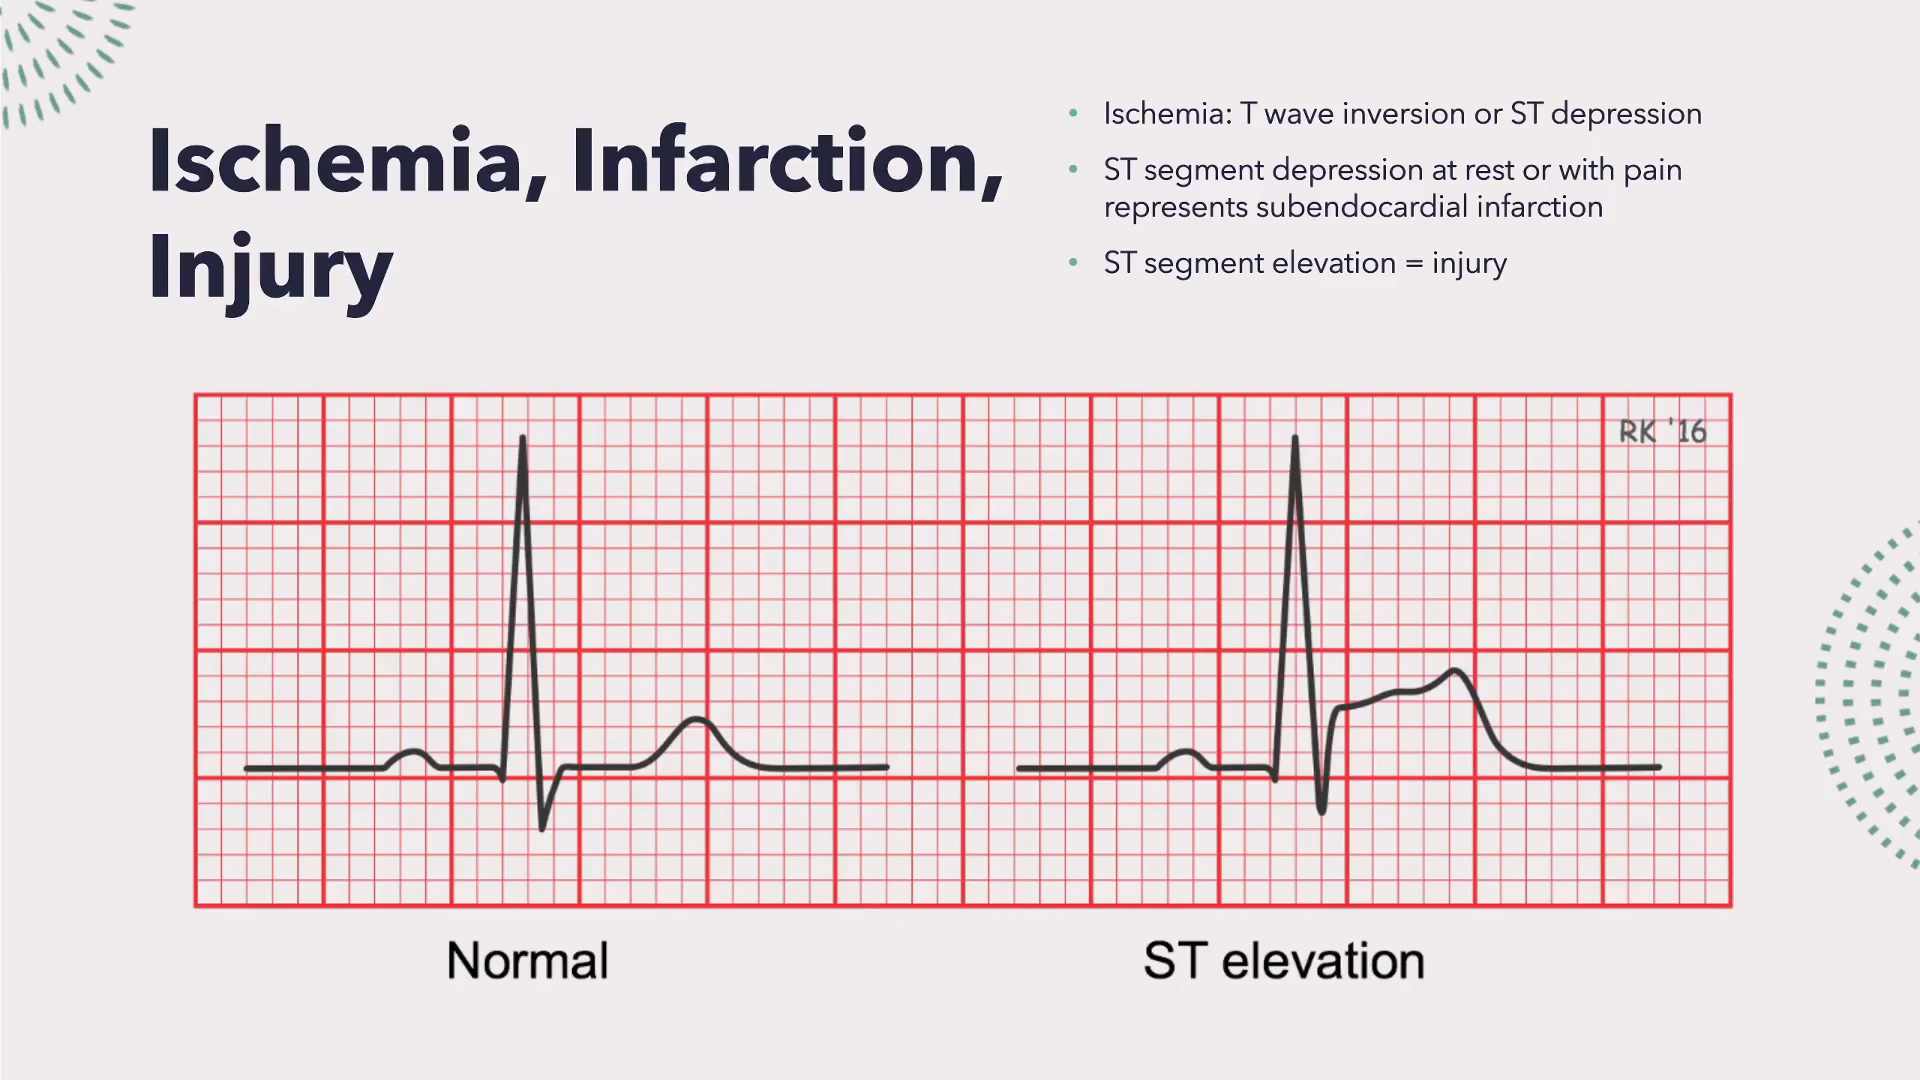 Ischemia, Infarction,
Injury
• Ischemia: T wave inversion or ST depression
• ST segment depression at rest or with pain
represents subendocardial infarction
• ST segment elevation = injury
RK '16
Normal
ST elevation